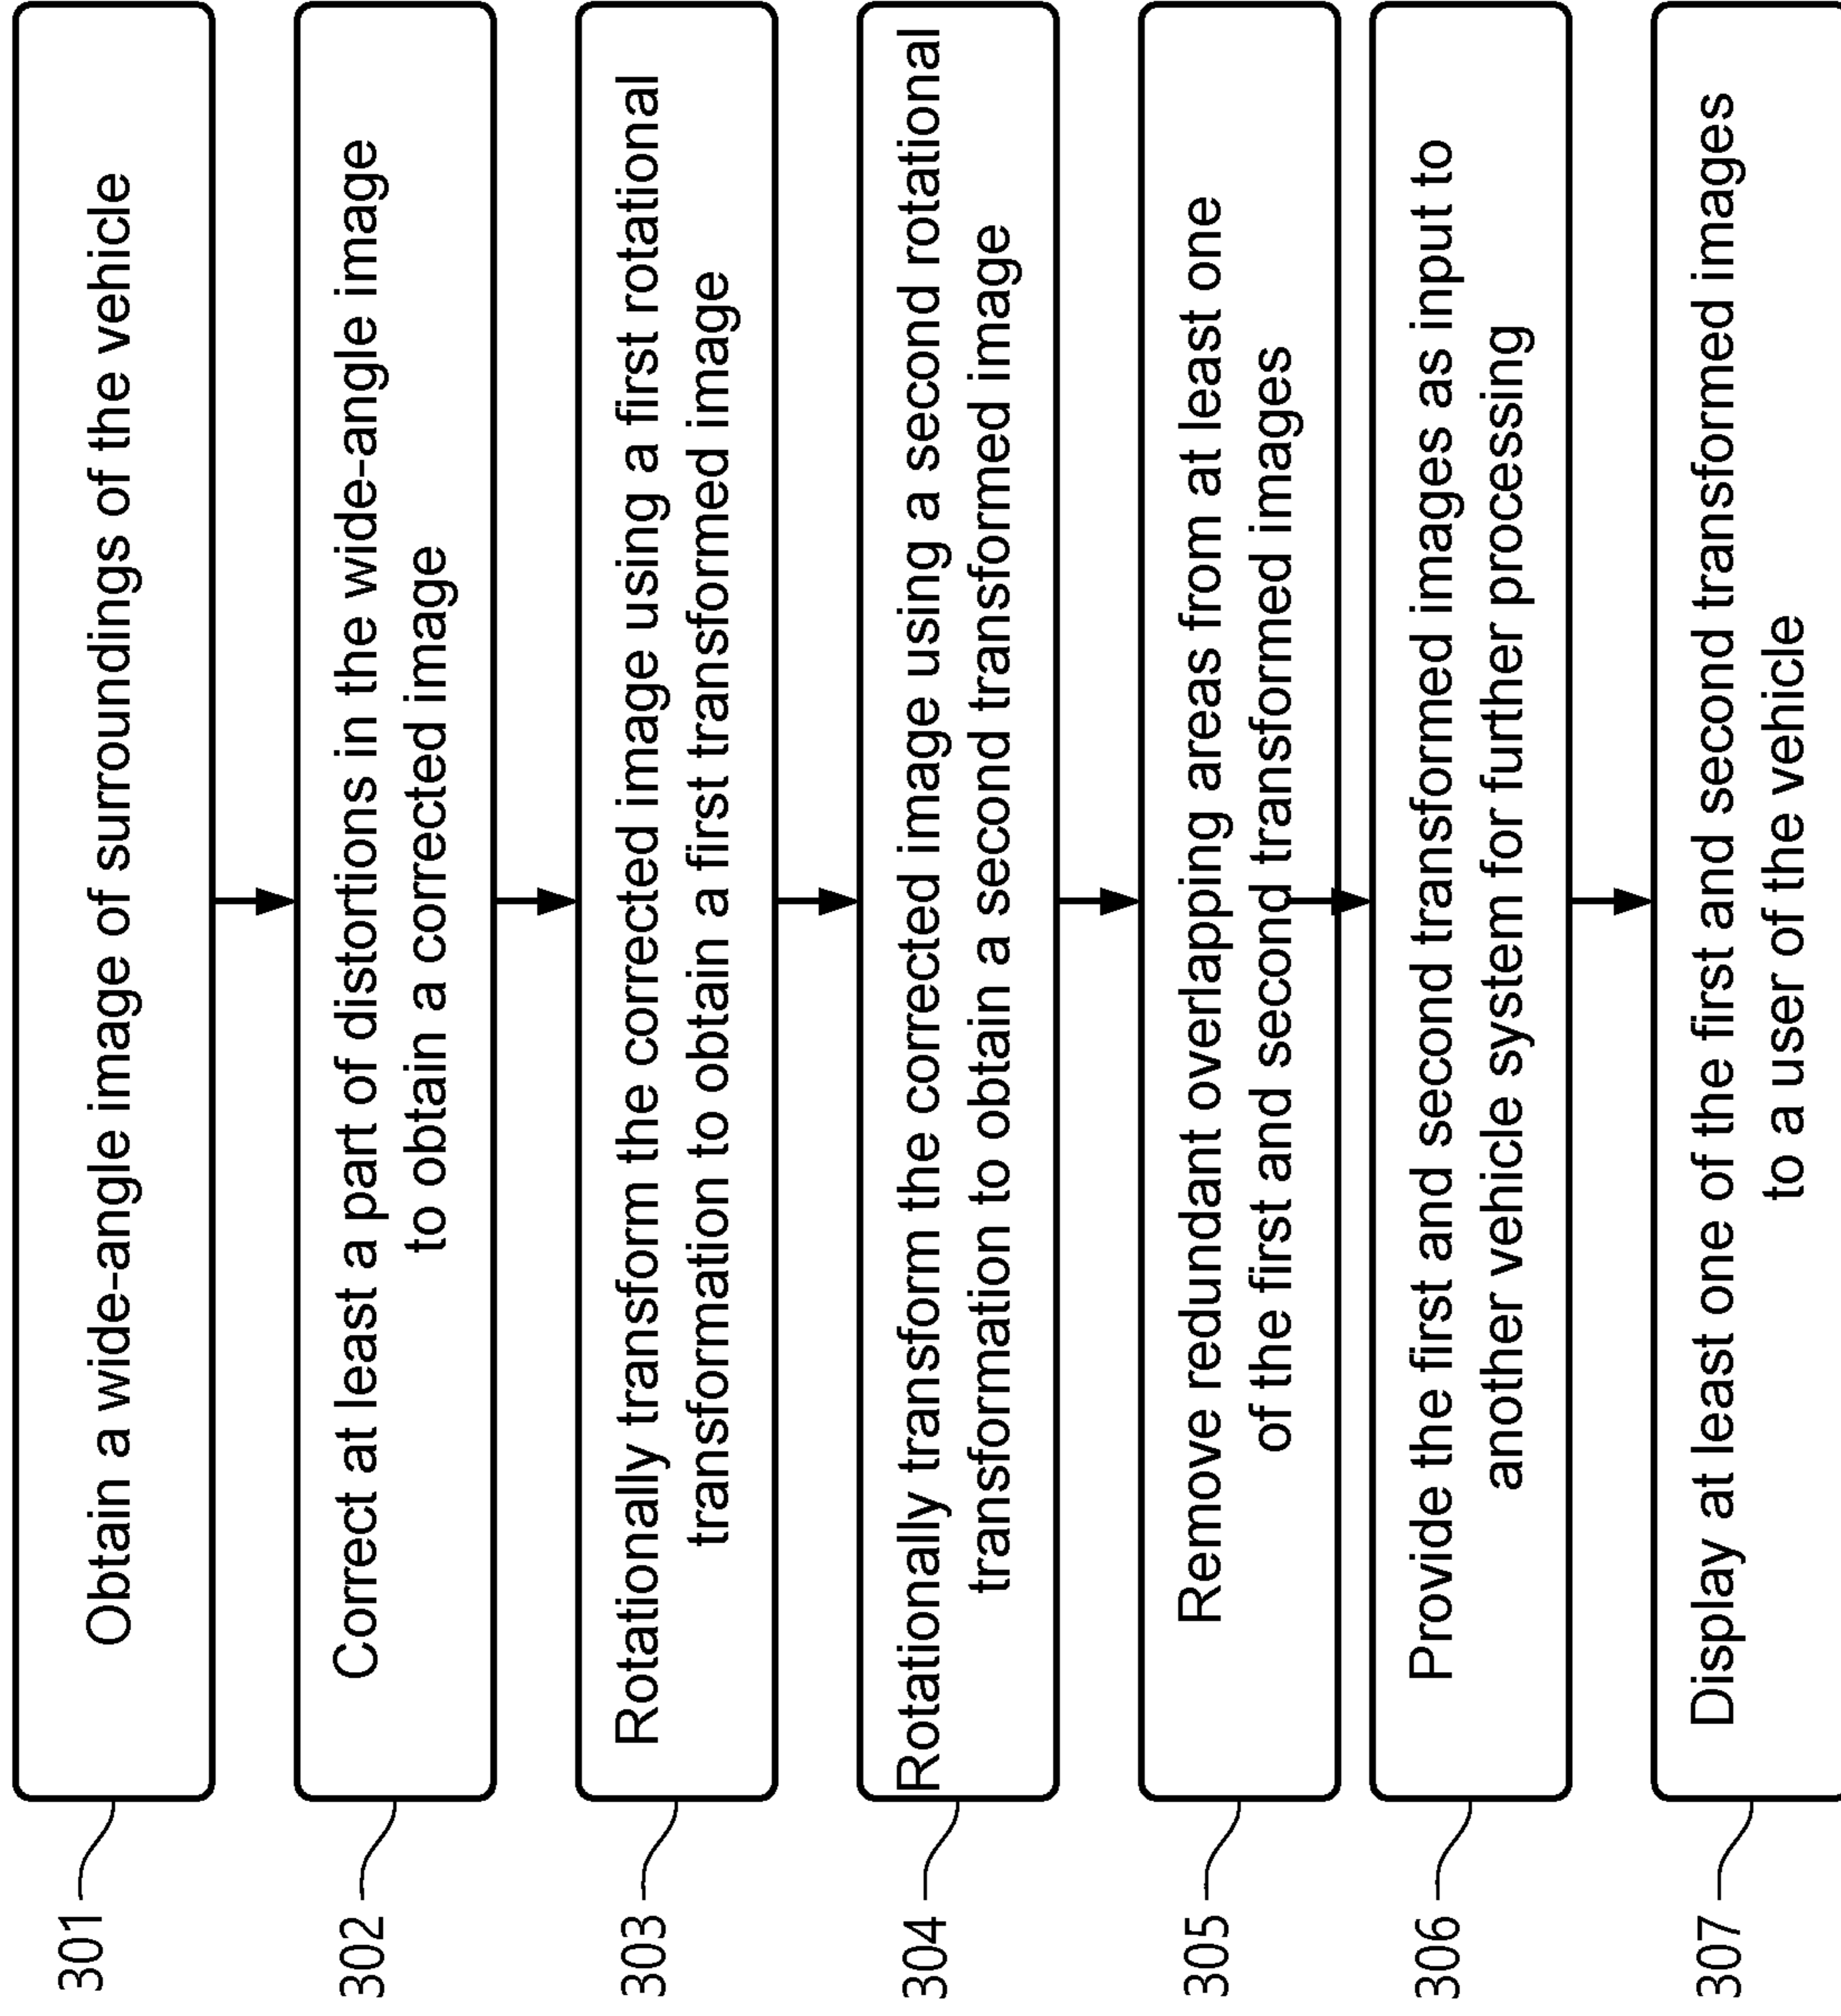 301
Obtain a wide-angle image of surroundings of the vehicle
302
Correct at least a part of distortions in the wide-angle image
to obtain a corrected image
303
Rotationally transform the corrected image using a first rotational
transformation to obtain a first transformed image
304
Rotationally transform the corrected image using a second rotational
transformation to obtain a second transformed image
305
Remove redundant overlapping areas from at least one
of the first and second transformed images
306
Provide the first and second transformed images as input to
another vehicle system for further processing
307
Display at least one of the first and second transformed images
to a user of the vehicle